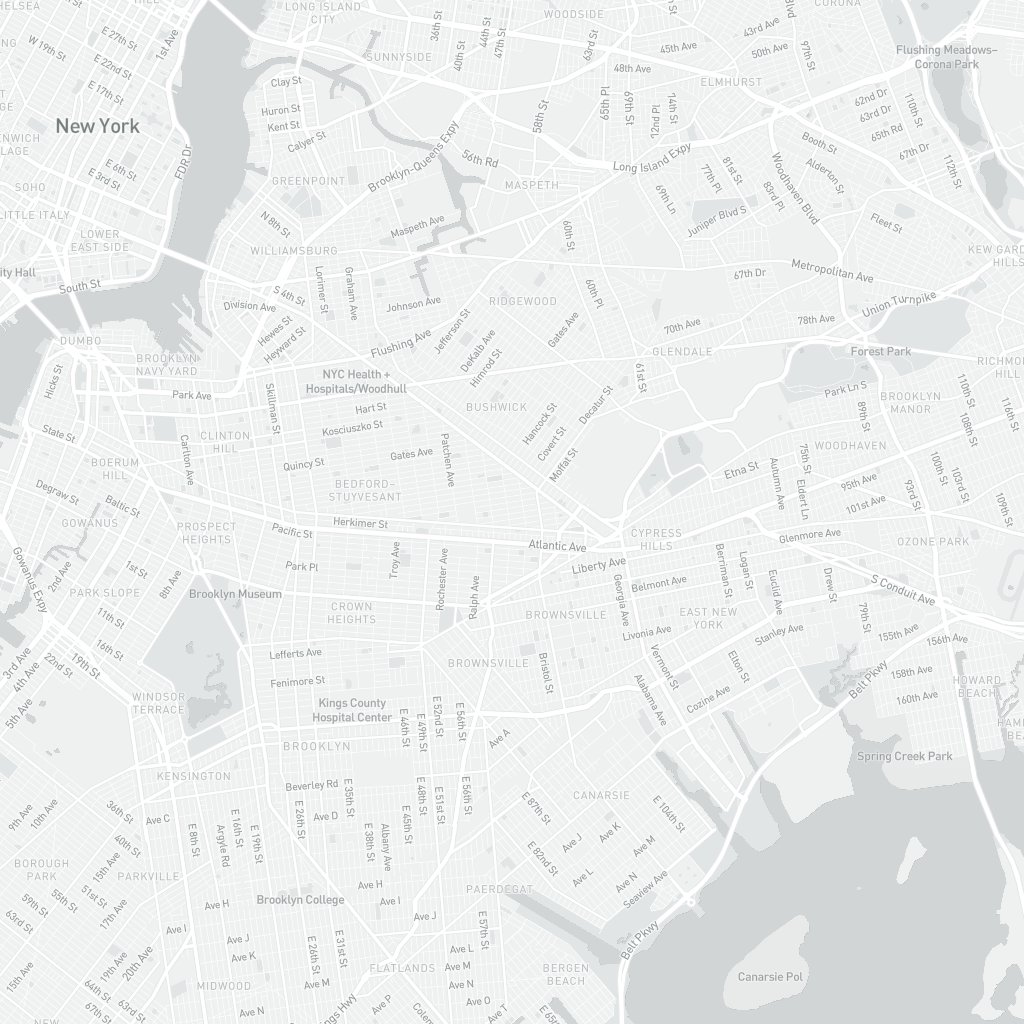 CHELSEA
LONG ISLAND
CITY
36th St
44th St
47th St
WOODSIDE
63rd St
Blvd
CORONA
W 19th St
E 27th St
1st Ave
E 22nd St
E 17th St
SUNNYSIDE
40th St
45th Ave
48th Ave
43rd Ave
50th Ave
97th St
Flushing Meadows–
Corona Park
Clay St
ELMHURST
New York
Huron St
Kent St
Calyer St
58th St
65th Pl
69th St
72nd Pl
74th St
62nd Dr
63rd Dr
65th Rd
67th Dr
110th St
112th St
Booth St
E 6th St
E 3rd St
FDR Dr
SOHO
LITTLE ITALY
GREENPOINT
Brooklyn-Queens Expy
56th Rd
Long Island Expy
MASPETH
77th Pl
81st St
83rd Pl
Alderton St
Woodhaven Blvd
69th Ln
Juniper Blvd S
Fleet St
LOWER
EAST SIDE
N 8th St
Maspeth Ave
60th St
WILLIAMSBURG
KEW GARDENS
HILLS
City Hall
South St
Lorimer St
Graham Ave
S 4th St
67th Dr
Metropolitan Ave
60th Pl
Division Ave
Johnson Ave
RIDGEWOOD
Union Turnpike
78th Ave
70th Ave
Hewes St
Heyward St
Jefferson St
Gates Ave
DUMBO
Flushing Ave
DeKalb Ave
Himrod St
GLENDALE
Forest Park
BROOKLYN
NAVY YARD
NYC Health +
Hospitals/Woodhull
61st St
RICHMOND
HILL
Hicks St
Park Ave
Skillman St
Decatur St
Park Ln S
110th St
BROOKLYN
MANOR
116th St
Hart St
BUSHWICK
89th St
State St
Kosciuszko St
Hancock St
Covert St
108th St
CLINTON
HILL
Carlton Ave
Patchen Ave
Gates Ave
WOODHAVEN
BOERUM
HILL
Quincy St
Moffat St
Etna St
75th St
100th St
103rd St
93rd St
Autumn Ave
Eldert Ln
BEDFORD–
STUYVESANT
95th Ave
101st Ave
Degraw St
Baltic St
109th St
GOWANUS
PROSPECT
HEIGHTS
Herkimer St
Pacific St
CYPRESS
HILLS
Glenmore Ave
OZONE PARK
Atlantic Ave
Troy Ave
Rochester Ave
Gowanus Expy
2nd Ave
1st St
8th Ave
Park Pl
Liberty Ave
Berriman St
Logan St
Euclid Ave
Drew St
Georgia Ave
Belmont Ave
S Conduit Ave
PARK SLOPE
Brooklyn Museum
Ralph Ave
CROWN
HEIGHTS
BROWNSVILLE
EAST NEW
YORK
79th St
11th St
16th St
Livonia Ave
Stanley Ave
155th Ave
156th Ave
3rd Ave
4th Ave
22nd St
19th St
Lefferts Ave
BROWNSVILLE
Bristol St
Vermont St
Elton St
Belt Pkwy
158th Ave
Fenimore St
Alabama Ave
Cozine Ave
160th Ave
HOWARD
BEACH
5th Ave
WINDSOR
TERRACE
Kings County
Hospital Center
E 46th St
E 49th St
E 52nd St
E 56th St
BROOKLYN
Ave A
Spring Creek Park
KENSINGTON
Beverley Rd
36th St
9th Ave
10th Ave
E 26th St
E 35th St
E 48th St
E 51st St
E 56th St
CANARSIE
Ave C
Ave D
E 8th St
E 16th St
Argyle Rd
E 19th St
E 38th St
Albany Ave
E 45th St
E 87th St
E 104th St
Ave K
Ave J
Ave M
40th St
BOROUGH
PARK
15th Ave
PARKVILLE
E 82nd St
Ave L
Ave N
Seaview Ave
Ave H
PAERDEGAT
Brooklyn College
Ave I
59th St
55th St
51st St
17th Ave
63rd St
Ave H
Ave J
E 57th St
Ave I
Ave J
Belt Pkwy
Ave K
E 26th St
E 31st St
Ave L
Ave M
15th Ave
19th Ave
20th Ave
FLATLANDS
BERGEN
BEACH
Canarsie Pol
64th St
67th St
63rd St
MIDWOOD
Ave M
Ave N
Ave N
Ave O
Ave P
Ave T